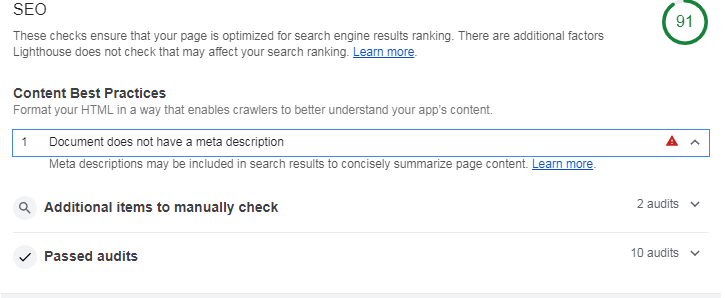 SEO
91
These checks ensure that your page is optimized for search engine results ranking. There are additional factors
Lighthouse does not check that may affect your search ranking. Learn more.
Content Best Practices
Format your HTML in a way that enables crawlers to better understand your app's content.
1 Document does not have a meta description
Meta descriptions may be included in search results to concisely summarize page content. Learn more.
Additional items to manually check 2 audits
Passed audits 10 audits